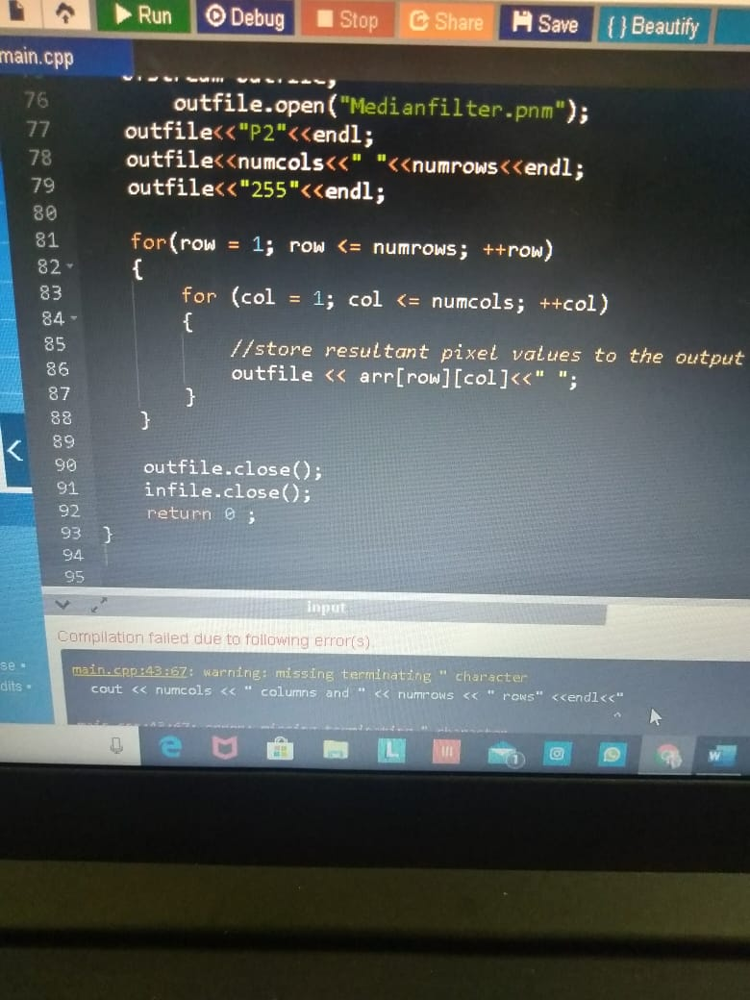 Run Debug Stop Share Save { } Beautify
main.cpp
76 outfile.open("Medianfilter.pnm");
77 outfile<<"P2"<<endl;
78 outfile<<numcols<<" "<<numrows<<endl;
79 outfile<<"255"<<endl;
80
81 for(row = 1; row <= numrows; ++row)
82 {
83 for (col = 1; col <= numcols; ++col)
84 {
85 //store resultant pixel values to the output
86 outfile << arr[row][col]<<" ";
87 }
88 }
89
90 outfile.close();
91 infile.close();
92 return 0 ;
93 }
94
95
input
Compilation failed due to following error(s).
main.cpp:43:67: warning: missing terminating " character
cout << numcols << " columns and " << numrows << " rows" <<endl<<"
^
se •
dits •
L
1
W